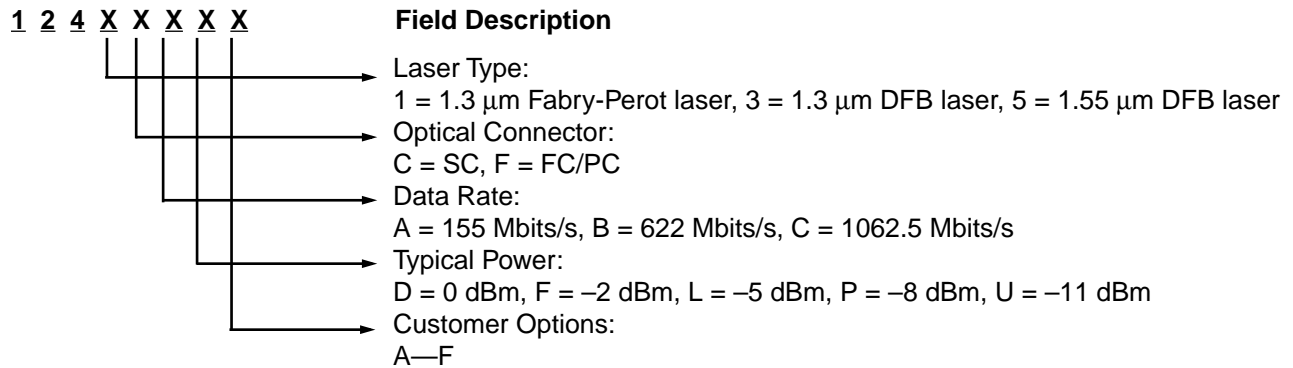 1 2 4 X X X X X Field Description
Laser Type:
1 = 1.3 μm Fabry-Perot laser, 3 = 1.3 μm DFB laser, 5 = 1.55 μm DFB laser
Optical Connector:
C = SC, F = FC/PC
Data Rate:
A = 155 Mbits/s, B = 622 Mbits/s, C = 1062.5 Mbits/s
Typical Power:
D = 0 dBm, F = –2 dBm, L = –5 dBm, P = –8 dBm, U = –11 dBm
Customer Options:
A—F